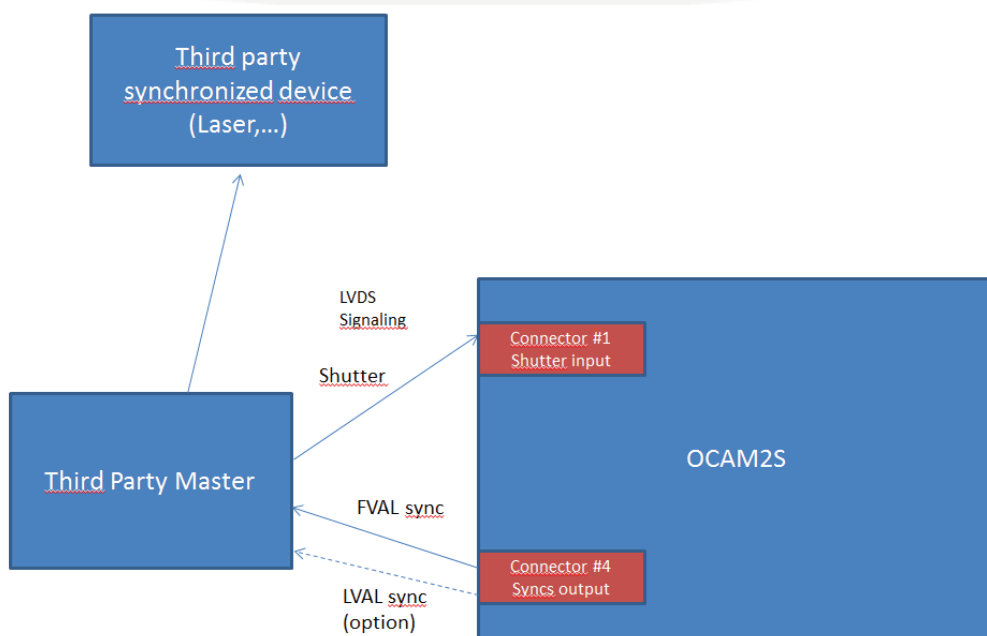 Third party
synchronized device
(Laser,...)
LVDS
Signaling
Connector #1
Shutter input
Shutter
OCAM2S
Third Party Master
FVAL sync
Connector #4
Syncs output
LVAL sync
(option)